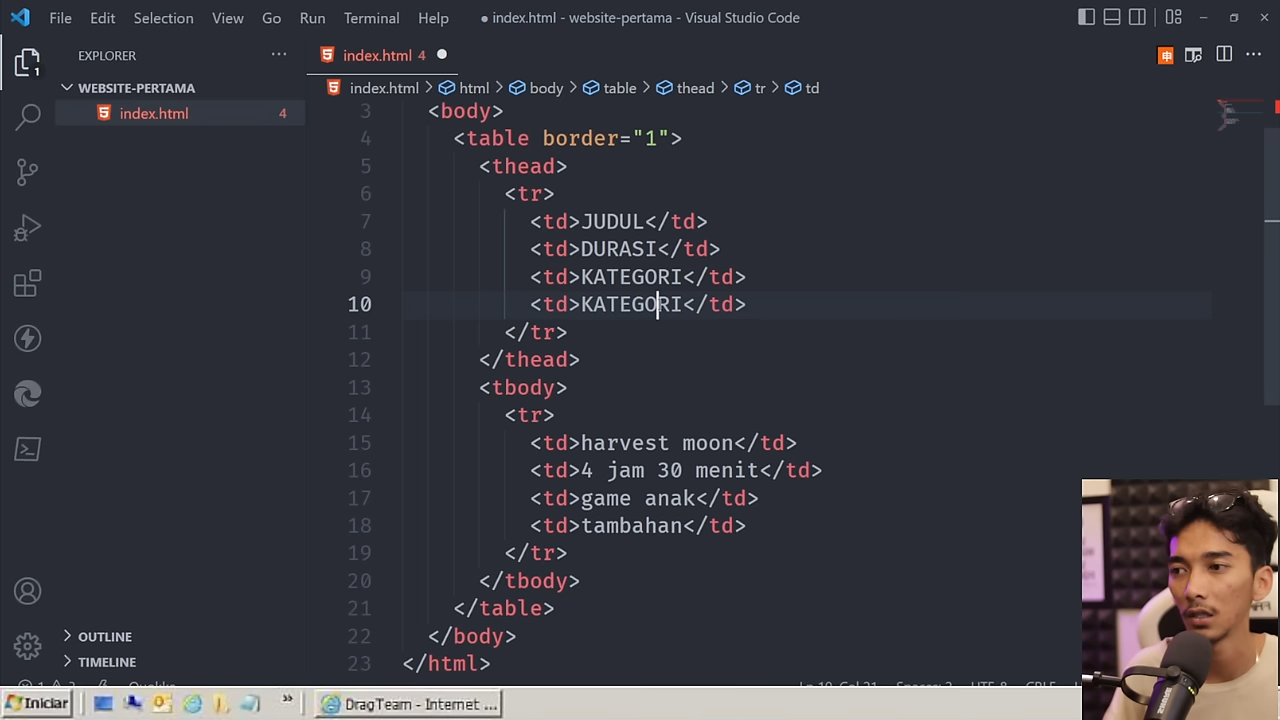 File Edit Selection View Go Run Terminal Help ● index.html - website-pertama - Visual Studio Code
EXPLORER
index.html 4
1
WEBSITE-PERTAMA
index.html > html > body > table > thead > tr > td
index.html 4
3 <body>
4 <table border="1">
5 <thead>
6 <tr>
7 <td>JUDUL</td>
8 <td>DURASI</td>
9 <td>KATEGORI</td>
10 <td>KATEGORI</td>
11 </tr>
12 </thead>
13 <tbody>
14 <tr>
15 <td>harvest moon</td>
16 <td>4 jam 30 menit</td>
17 <td>game anak</td>
18 <td>tambahan</td>
19 </tr>
20 </tbody>
21 </table>
22 </body>
23 </html>
OUTLINE
TIMELINE
Iniciar
DragTeam - Internet ...